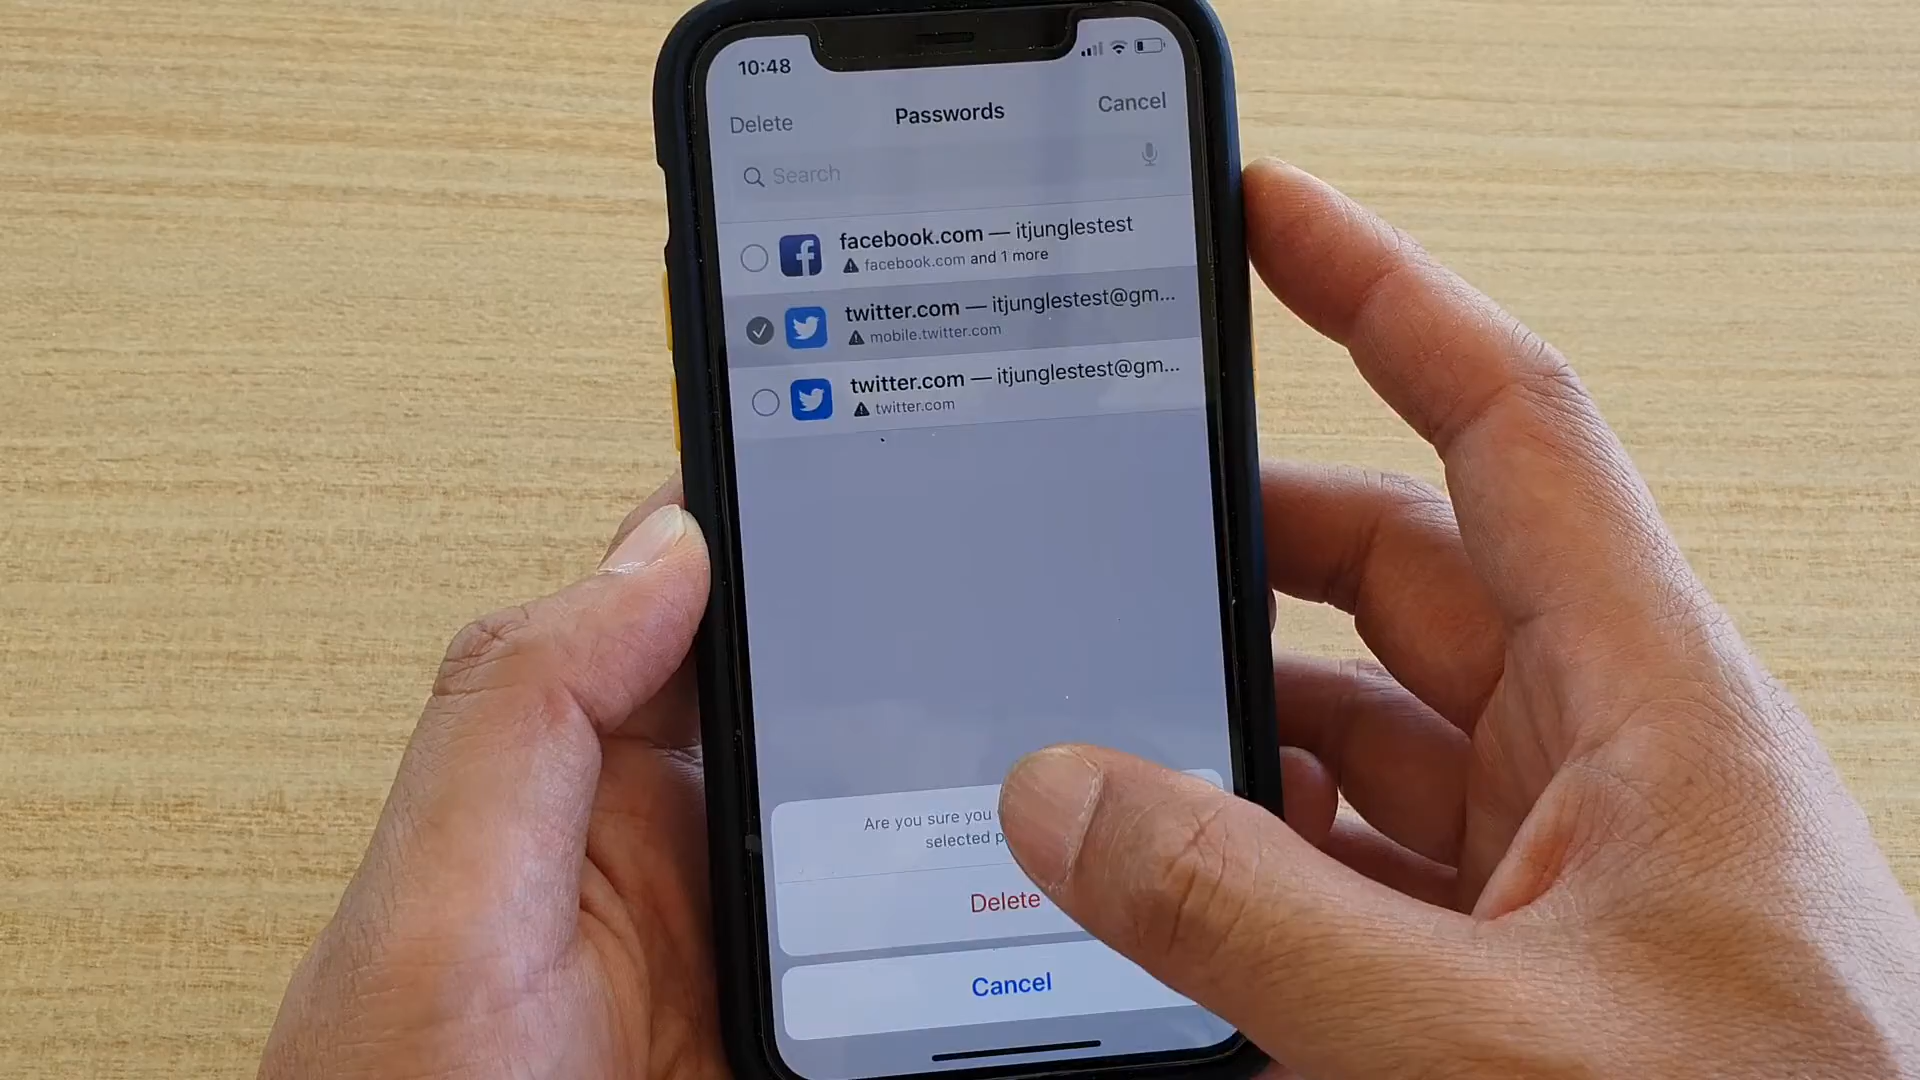 10:48
Delete Passwords Cancel
Search
facebook.com — itjunglestest
facebook.com and 1 more
twitter.com — itjunglestest@gm...
mobile.twitter.com
twitter.com — itjunglestest@gm...
twitter.com
Are you sure you
selected
Delete
Cancel